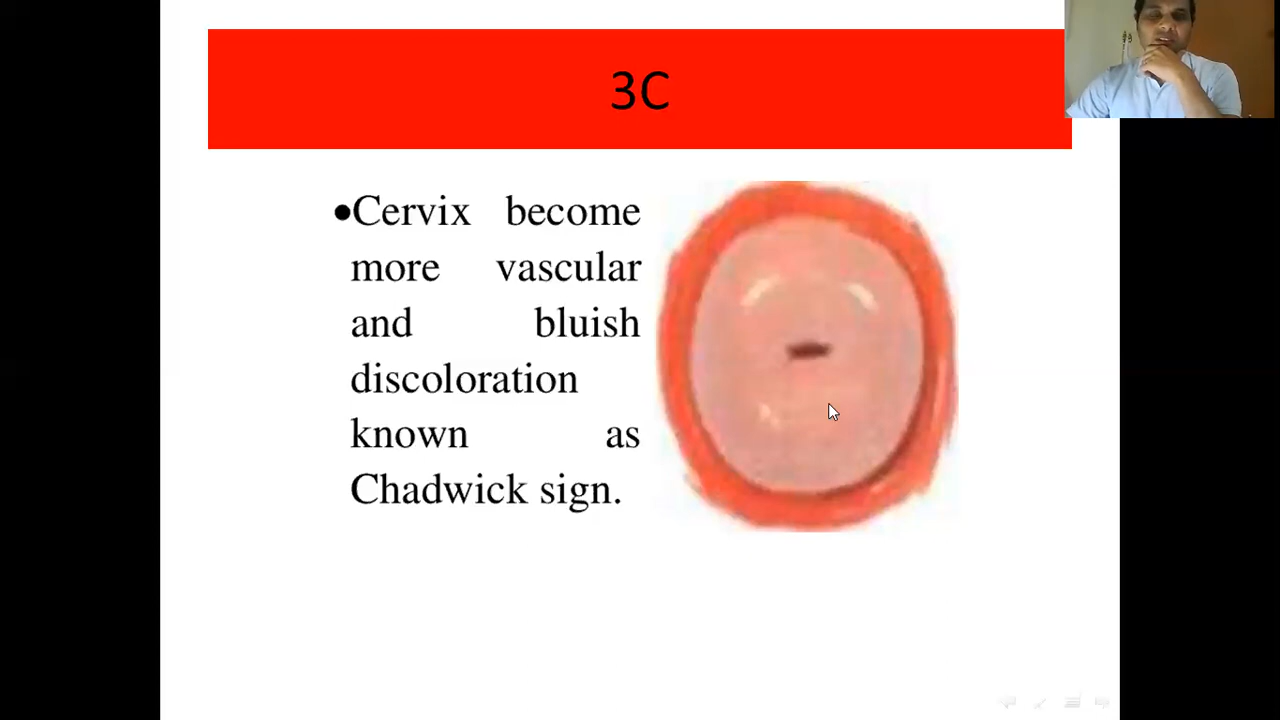 3C
•Cervix become
more vascular
and bluish
discoloration
known as
Chadwick sign.